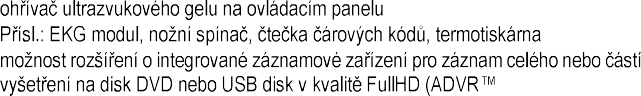 ohřívač ultrazvukového gelu na ovládacím panelu
Přísl.: EKG modul, nožní spínač, čtečka čárových kódů, termotiskárna
možnost rozšíření o integrované záznamové zařízení pro záznam celého nebo částí
vyšetření na disk DVD nebo USB disk v kvalitě FullHD (ADVR™